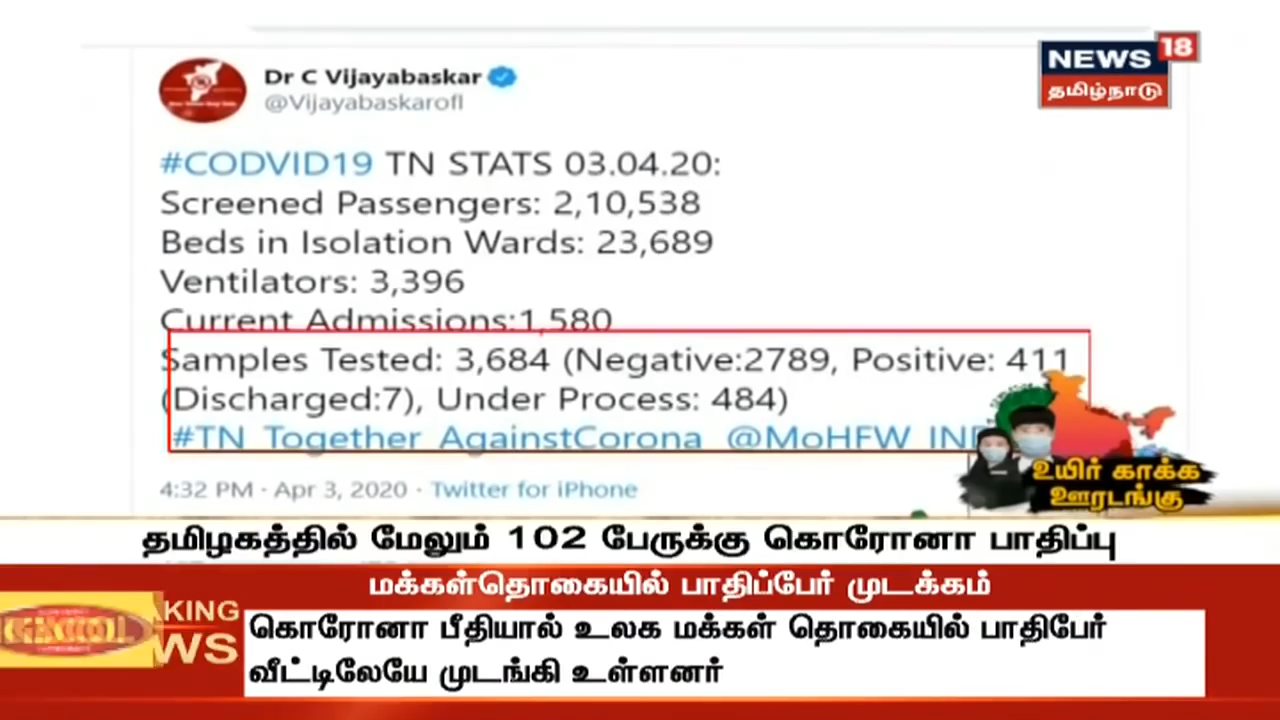 Dr C Vijayabaskar
@Vijayabaskarofl
NEWS 18
தமிழ்நாடு
#CODVID19 TN STATS 03.04.20:
Screened Passengers: 2,10,538
Beds in Isolation Wards: 23,689
Ventilators: 3,396
Current Admissions:1,580
Samples Tested: 3,684 (Negative:2789, Positive: 411
(Discharged:7), Under Process: 484)
#TN_Together_AgainstCorona @MoHFW_IND
4:32 PM · Apr 3, 2020 · Twitter for iPhone
உயிர் காக்க
ஊரடங்கு
தமிழகத்தில் மேலும் 102 பேருக்கு கொரோனா பாதிப்பு
மக்கள்தொகையில் பாதிப்பேர் முடக்கம்
AKING
WS
கொரோனா பீதியால் உலக மக்கள் தொகையில் பாதிபேர்
வீட்டிலேயே முடங்கி உள்ளனர்